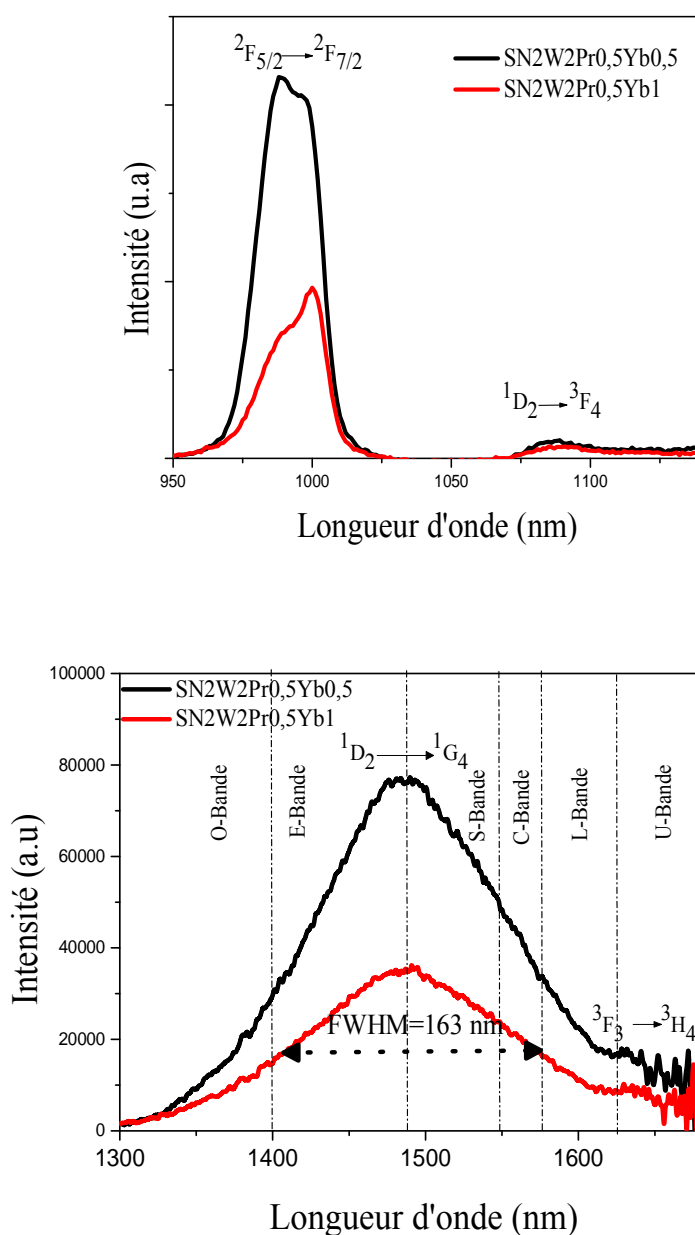 ²F₅/₂→²F₇/₂
SN2W2Pr0,5Yb0,5
SN2W2Pr0,5Yb1
Intensité (u.a)
¹D₂→³F₄
950 1000 1050 1100
Longueur d'onde (nm)
100000
SN2W2Pr0,5Yb0,5
SN2W2Pr0,5Yb1
¹D₂→¹G₄
80000
O-Bande E-Bande S-Bande C-Bande L-Bande U-Bande
60000
Intensité (a.u)
40000
³F₃→³H₄
FWHM=163 nm
20000
0
1300 1400 1500 1600
Longueur d'onde (nm)